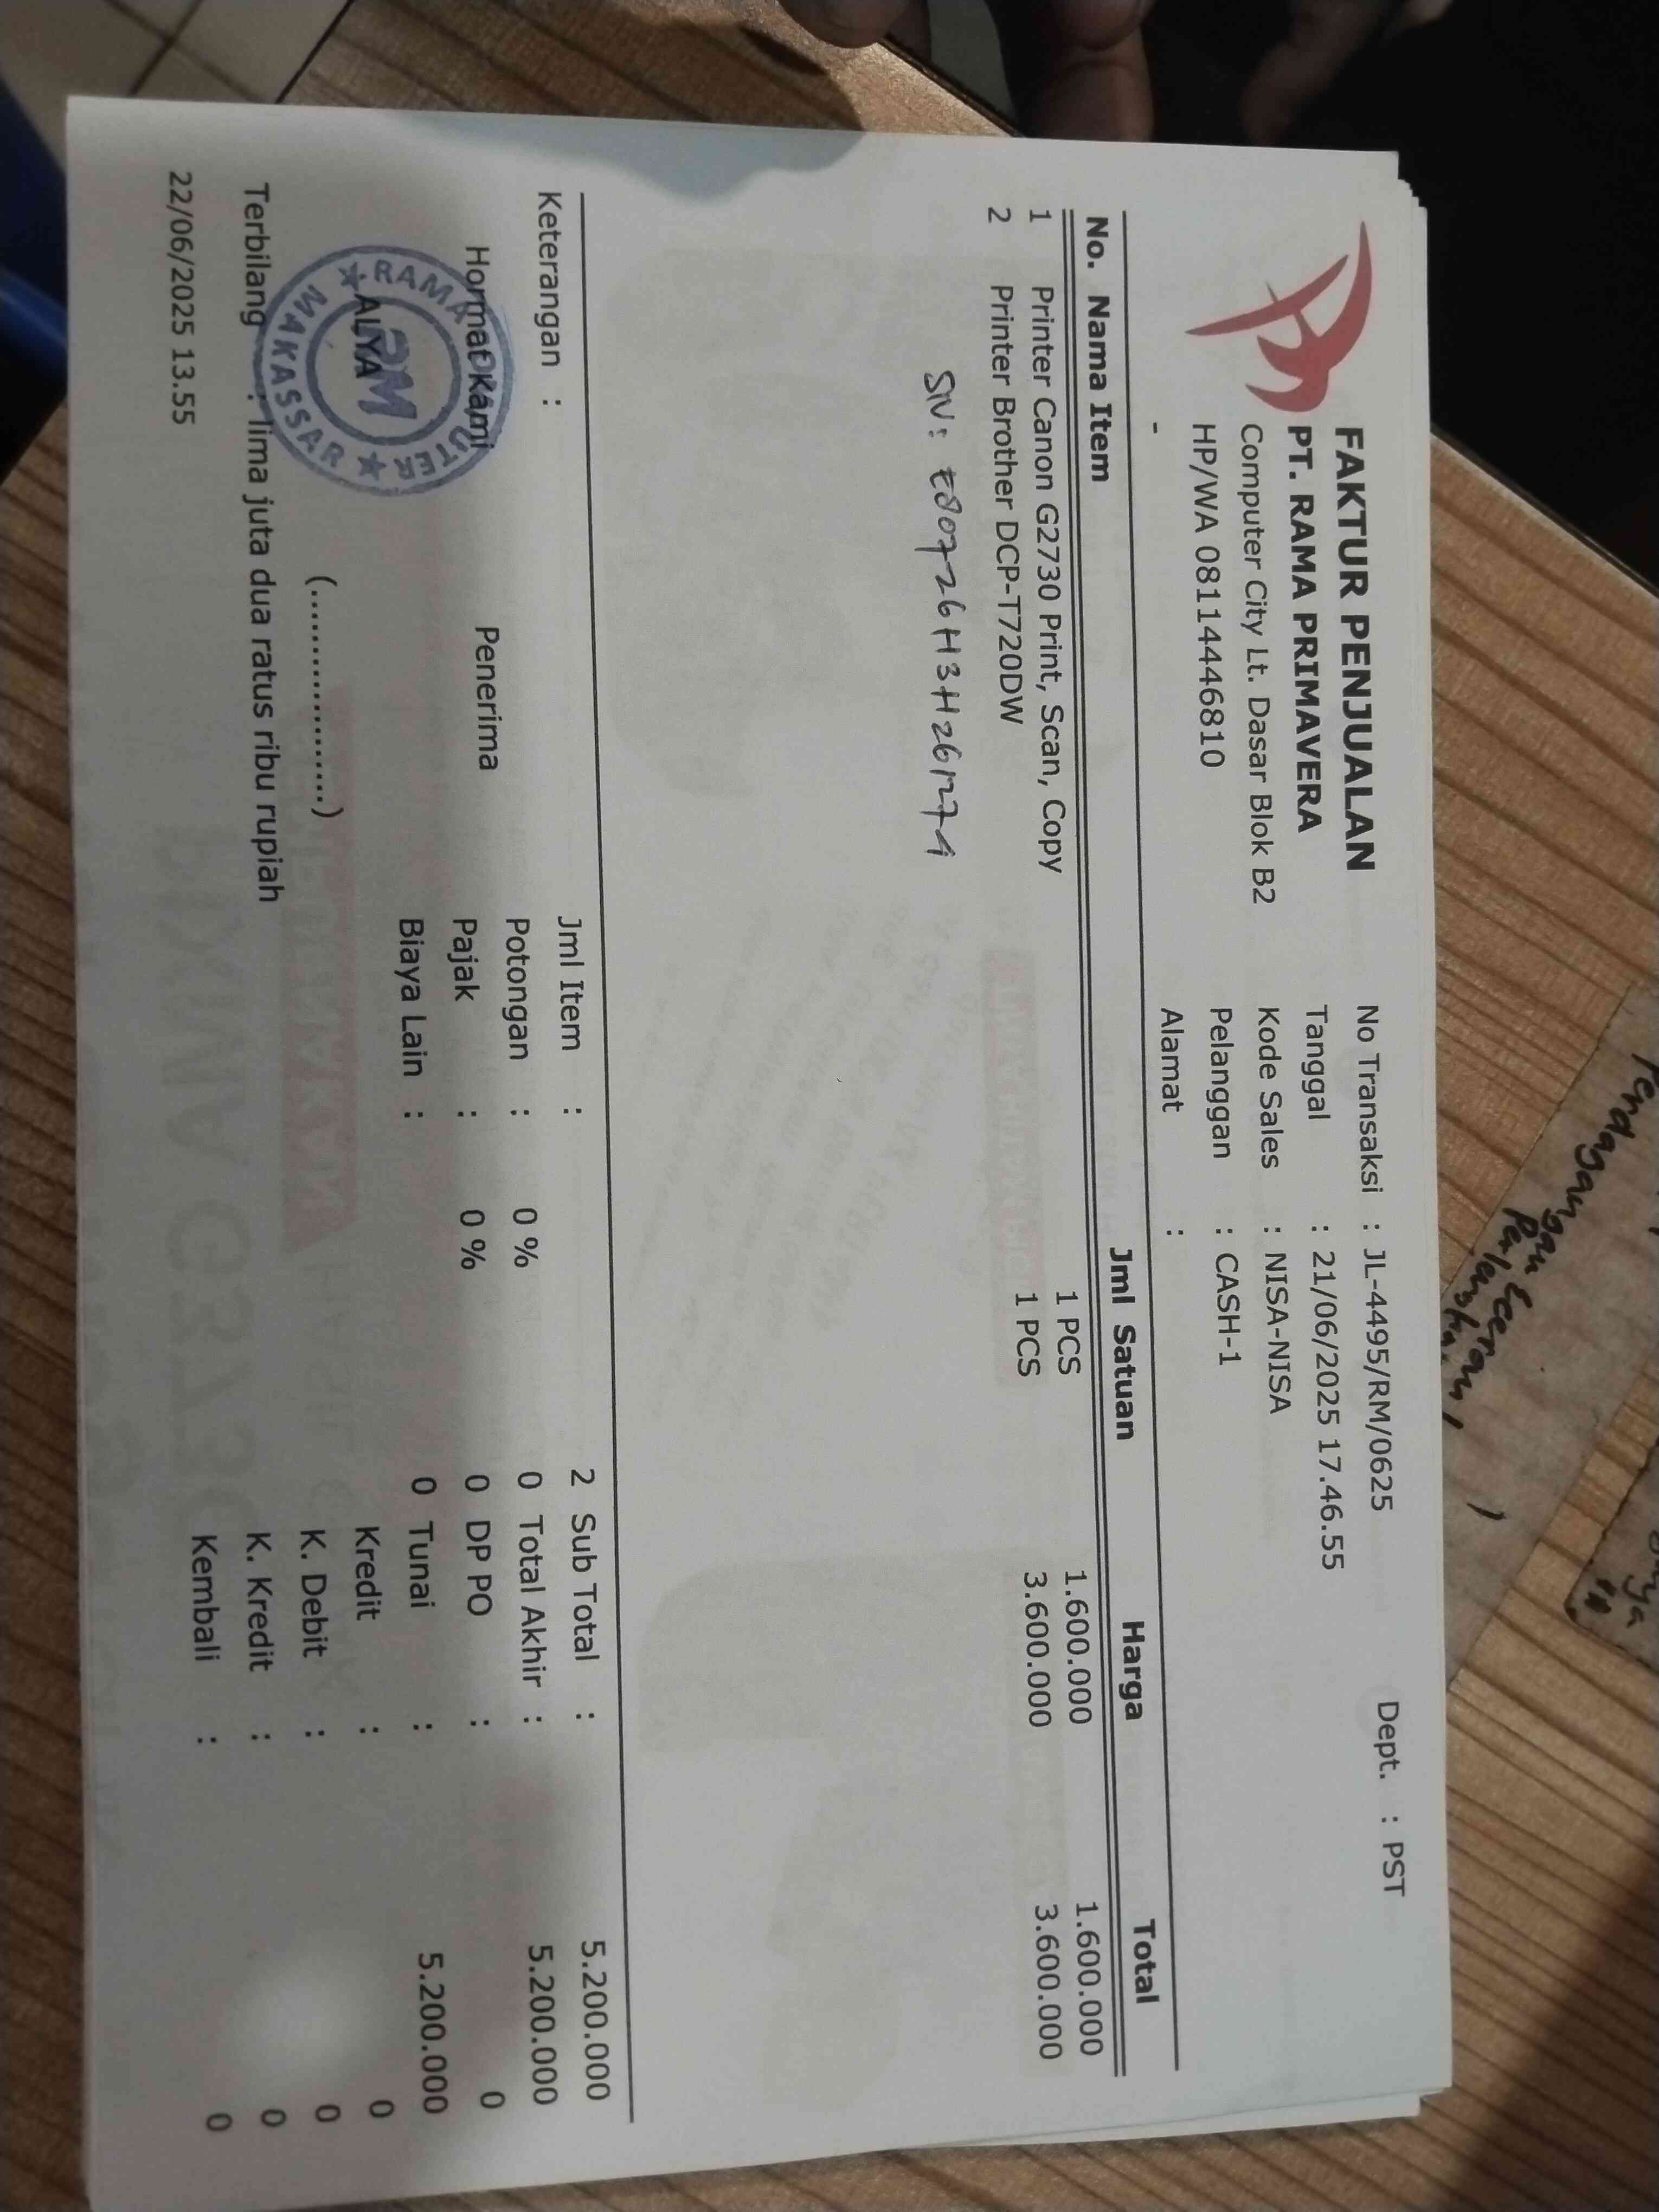 FAKTUR PENJUALAN
PT. RAMA PRIMAVERA
Computer City Lt. Dasar Blok B2
HP/WA 08114446810
-
No Transaksi : JL-4495/RM/0625
Tanggal : 21/06/2025 17.46.55
Kode Sales : NISA-NISA
Pelanggan : CASH-1
Alamat :
Dept. : PST
No. Nama Item Jml Satuan Harga Total
1 Printer Canon G2730 Print, Scan, Copy 1 PCS 1.600.000 1.600.000
2 Printer Brother DCP-T720DW 1 PCS 3.600.000 3.600.000
SN:
Keterangan :
Hormat Kami
ALYA
RAMA
MAKASSAR
RM
Penerima
(................)
Jml Item : 2
Potongan : 0 % 0
Pajak : 0 % 0
Biaya Lain : 0
Sub Total : 5.200.000
Total Akhir : 5.200.000
DP PO : 0
Tunai : 5.200.000
Kredit : 0
K. Debit : 0
K. Kredit : 0
Kembali : 0
Terbilang : lima juta dua ratus ribu rupiah
22/06/2025 13.55